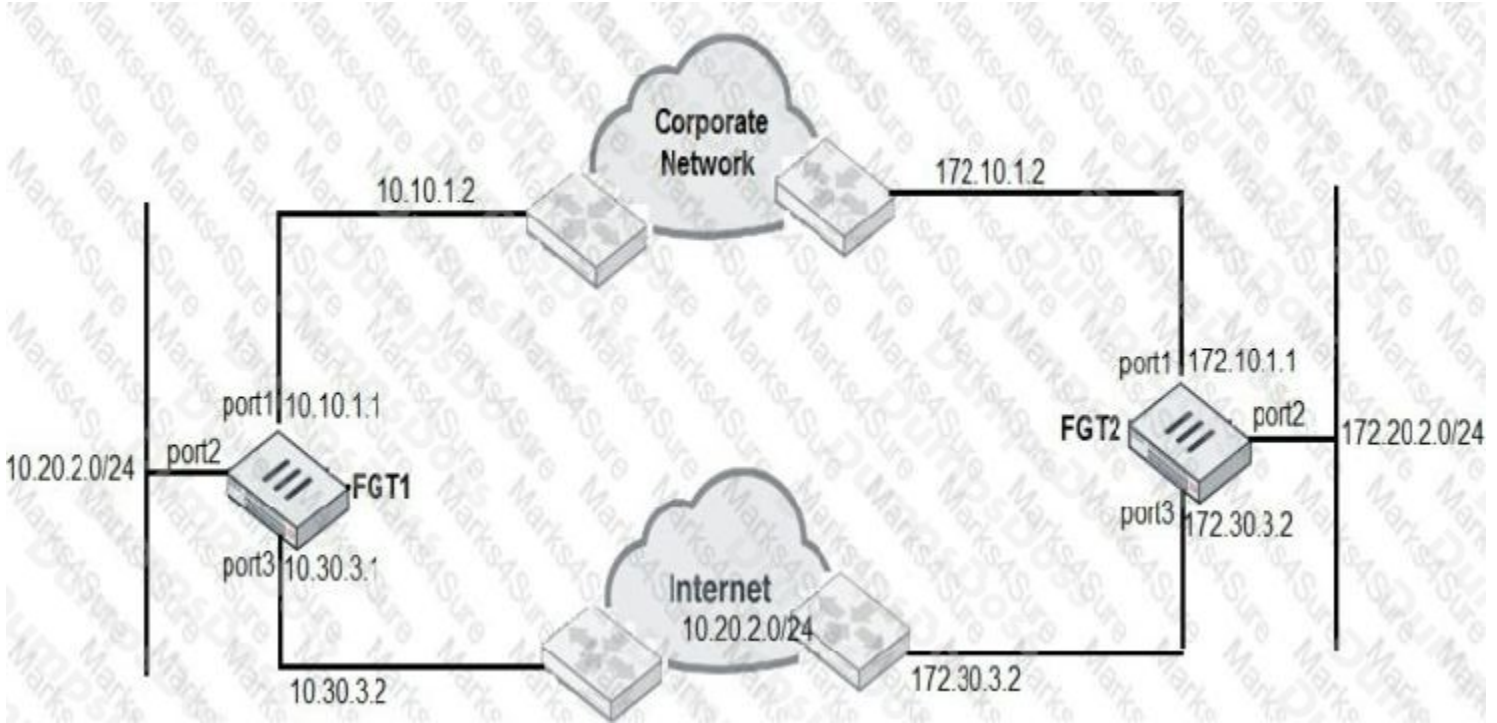 Corporate
Network
10.10.1.2
172.10.1.2
port1 10.10.1.1
port1 172.10.1.1
port2
FGT2
port2
10.20.2.0/24
172.20.2.0/24
FGT1
port3 10.30.3.1
port3 172.30.3.2
Internet
10.20.2.0/24
10.30.3.2
172.30.3.2
Marks4Sure